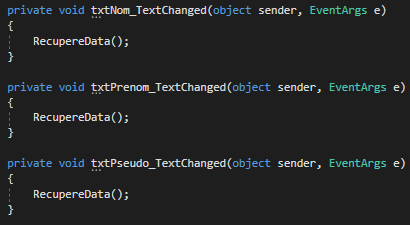 private void txtNom_TextChanged(object sender, EventArgs e)
{
    RecupereData();
}
private void txtPrenom_TextChanged(object sender, EventArgs e)
{
    RecupereData();
}
private void txtPseudo_TextChanged(object sender, EventArgs e)
{
    RecupereData();
}